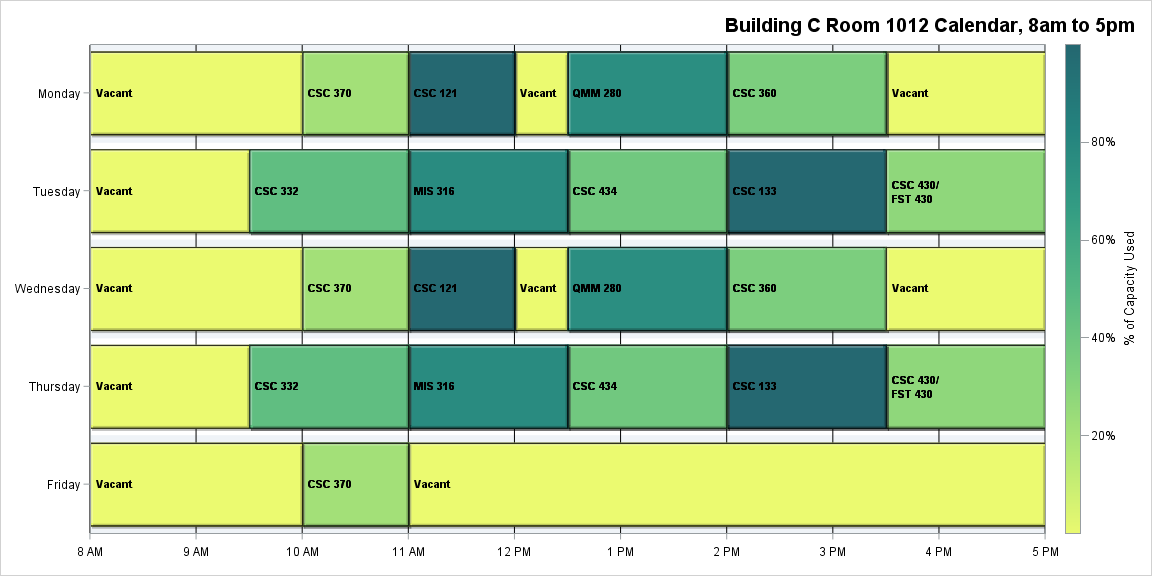 Building C Room 1012 Calendar, 8am to 5pm
Monday
Vacant
CSC 370
CSC 121
Vacant
QMM 280
CSC 360
Vacant
Tuesday
Vacant
CSC 332
MIS 316
CSC 434
CSC 133
CSC 430/
FST 430
Wednesday
Vacant
CSC 370
CSC 121
Vacant
QMM 280
CSC 360
Vacant
Thursday
Vacant
CSC 332
MIS 316
CSC 434
CSC 133
CSC 430/
FST 430
Friday
Vacant
CSC 370
Vacant
8 AM
9 AM
10 AM
11 AM
12 PM
1 PM
2 PM
3 PM
4 PM
5 PM
80%
60%
40%
20%
% of Capacity Used